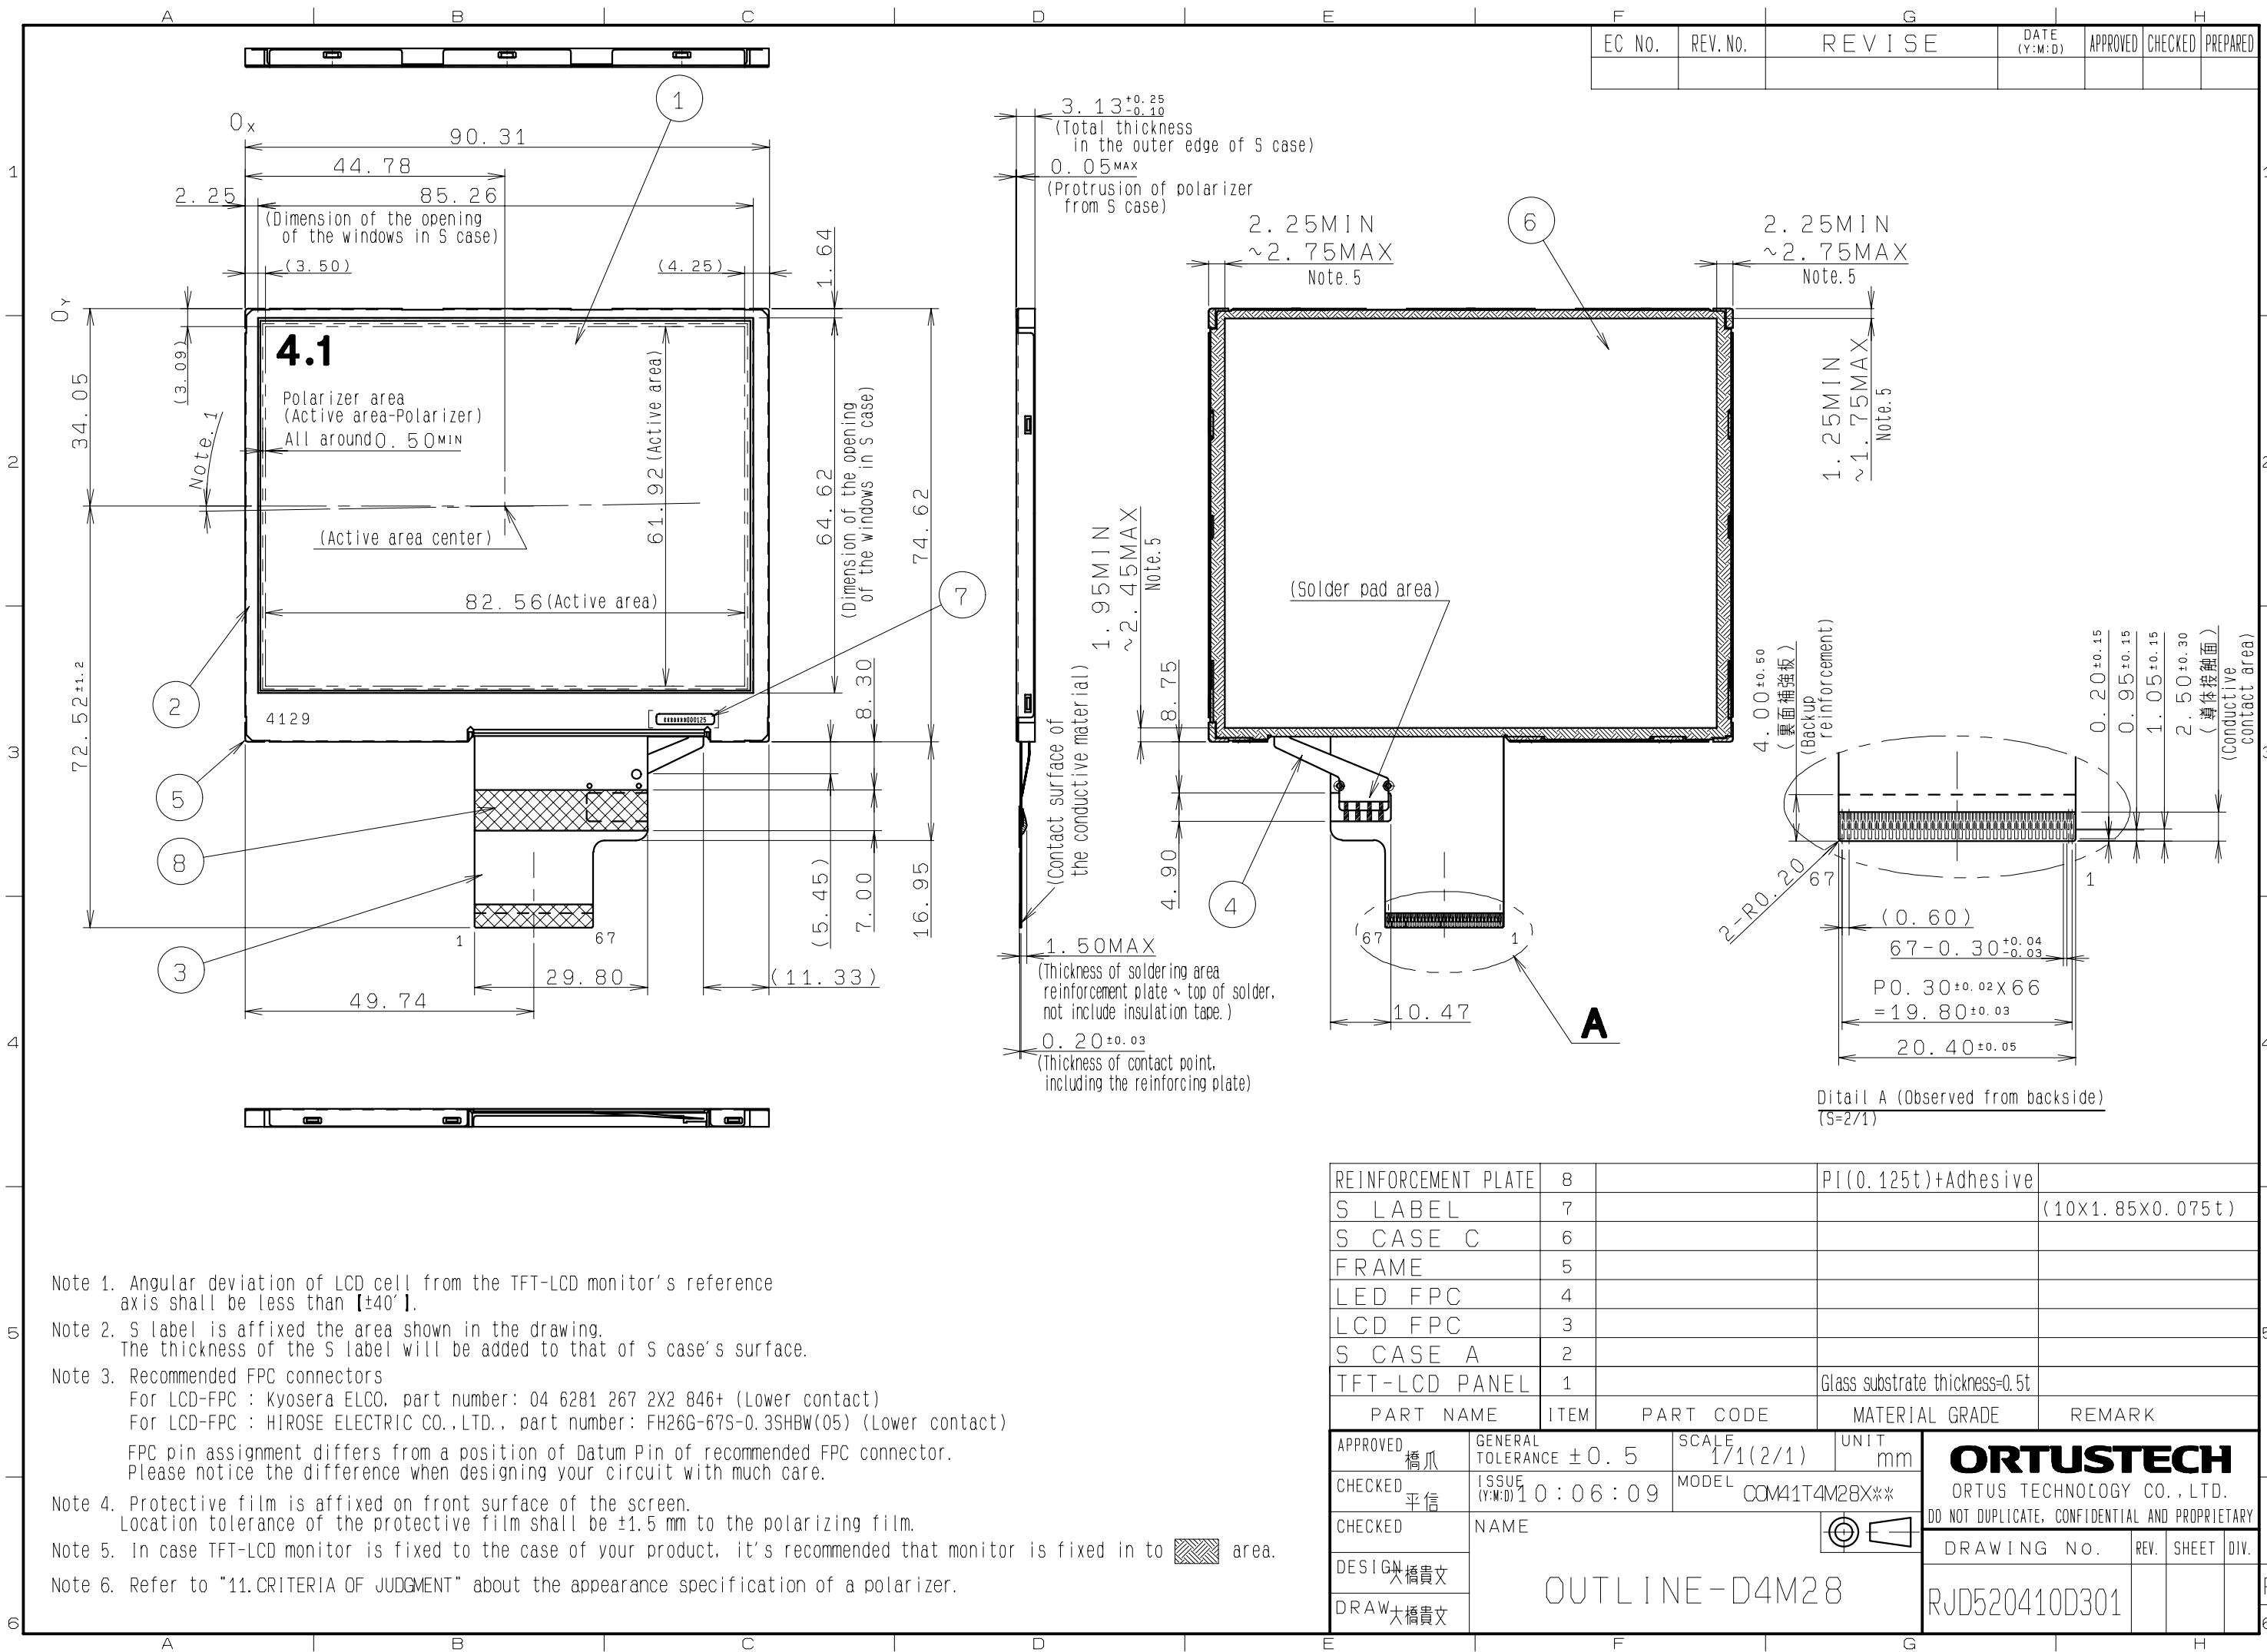 A B C D E F G H
EC NO. REV. NO. REVISE DATE (Y:M:D) APPROVED CHECKED PREPARED
1
2
3
4
5
6
0X
90.31
44.78
2.25
85.26
(Dimension of the opening
of the windows in S case)
(3.50)
(4.25)
1.64
1
0Y
34.05
(3.09)
Note.1
72.52±1.2
4.1
Polarizer area
(Active area-Polarizer)
All around 0.50MIN
(Active area center)
82.56(Active area)
61.92(Active area)
64.62
(Dimension of the opening
of the windows in S case)
74.62
4129
2
5
8
3
7
8.30
(5.45)
7.00
16.95
1
67
29.80
(11.33)
49.74
3.13+0.25-0.10
(Total thickness
in the outer edge of S case)
0.05MAX
(Protrusion of polarizer
from S case)
(Contact surface of
the conductive material)
1.50MAX
(Thickness of soldering area
reinforcement plate ~ top of solder,
not include insulation tape.)
0.20±0.03
(Thickness of contact point,
including the reinforcing plate)
2.25MIN
~2.75MAX
Note.5
6
2.25MIN
~2.75MAX
Note.5
1.25MIN
~1.75MAX
Note.5
1.95MIN
~2.45MAX
Note.5
8.75
4.90
(Solder pad area)
4
67
1
10.47
A
4.00±0.50
(裏面補強板)
(Backup
reinforcement)
0.20±0.15
0.95±0.15
1.05±0.15
2.50±0.30
(導体接触面)
(Conductive
contact area)
2-R0.20
67
1
(0.60)
67-0.30+0.04-0.03
P0.30±0.02X66
=19.80±0.03
20.40±0.05
Ditail A (Observed from backside)
(S=2/1)
Note 1. Angular deviation of LCD cell from the TFT-LCD monitor's reference
axis shall be less than [±40′].
Note 2. S label is affixed the area shown in the drawing.
The thickness of the S label will be added to that of S case's surface.
Note 3. Recommended FPC connectors
For LCD-FPC : Kyosera ELCO, part number: 04 6281 267 2X2 846+ (Lower contact)
For LCD-FPC : HIROSE ELECTRIC CO.,LTD., part number: FH26G-67S-0.3SHBW(05) (Lower contact)
FPC pin assignment differs from a position of Datum Pin of recommended FPC connector.
Please notice the difference when designing your circuit with much care.
Note 4. Protective film is affixed on front surface of the screen.
Location tolerance of the protective film shall be ±1.5 mm to the polarizing film.
Note 5. In case TFT-LCD monitor is fixed to the case of your product, it's recommended that monitor is fixed in to area.
Note 6. Refer to "11.CRITERIA OF JUDGMENT" about the appearance specification of a polarizer.
REINFORCEMENT PLATE 8 PI(0.125t)+Adhesive
S LABEL 7 (10X1.85X0.075t)
S CASE C 6
FRAME 5
LED FPC 4
LCD FPC 3
S CASE A 2
TFT-LCD PANEL 1 Glass substrate thickness=0.5t
PART NAME ITEM PART CODE MATERIAL GRADE REMARK
APPROVED 橋爪
GENERAL TOLERANCE ±0.5
SCALE 1/1(2/1)
UNIT mm
CHECKED 平信
ISSUE (Y:M:D) 10:06:09
MODEL COM41T4M28X**
CHECKED
NAME
OUTLINE-D4M28
DESIGN 大橋貴文
DRAW 大橋貴文
ORTUSTECH
ORTUS TECHNOLOGY CO.,LTD.
DO NOT DUPLICATE, CONFIDENTIAL AND PROPRIETARY
DRAWING No. REV. SHEET DIV.
RJD520410D301
A B C D E F G H